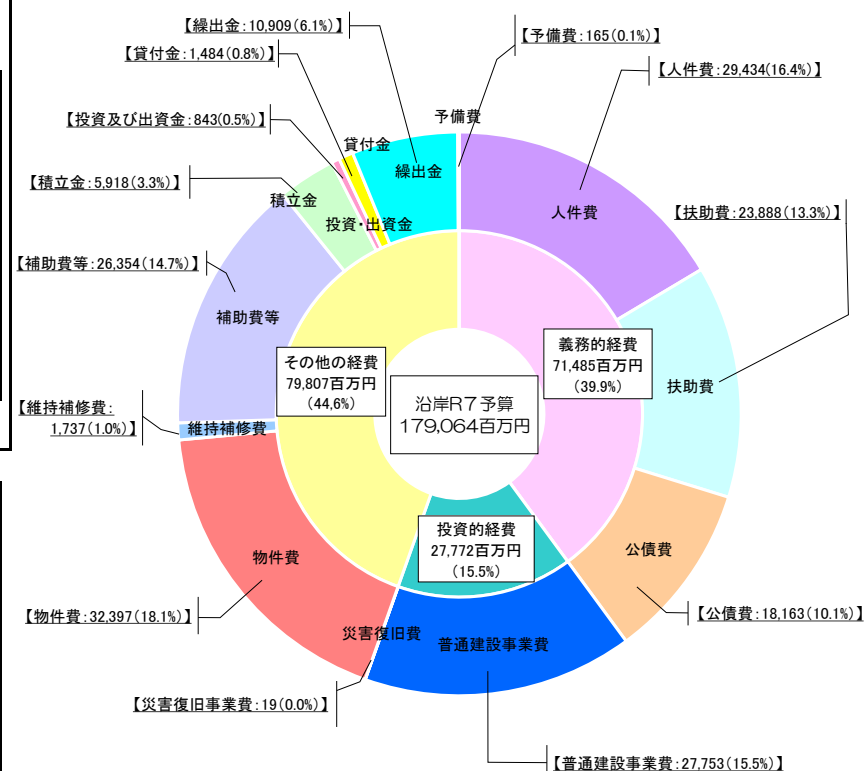 【繰出金:10,909(6.1%)】
【予備費:165(0.1%)】
【貸付金:1,484(0.8%)】
【人件費:29,434(16.4%)】
【投資及び出資金:843(0.5%)】
予備費
貸付金
繰出金
【積立金:5,918(3.3%)】
積立金
人件費
【扶助費:23,888(13.3%)】
投資・出資金
【補助費等:26,354(14.7%)】
補助費等
その他の経費
79,807百万円
(44,6%)
義務的経費
71,485百万円
(39.9%)
扶助費
沿岸R7予算
179,064百万円
【維持補修費:
1,737(1.0%)】
維持補修費
投資的経費
27,772百万円
(15.5%)
物件費
公債費
【物件費:32,397(18.1%)】
【公債費:18,163(10.1%)】
災害復旧費
普通建設事業費
【災害復旧事業費:19(0.0%)】
【普通建設事業費:27,753(15.5%)】